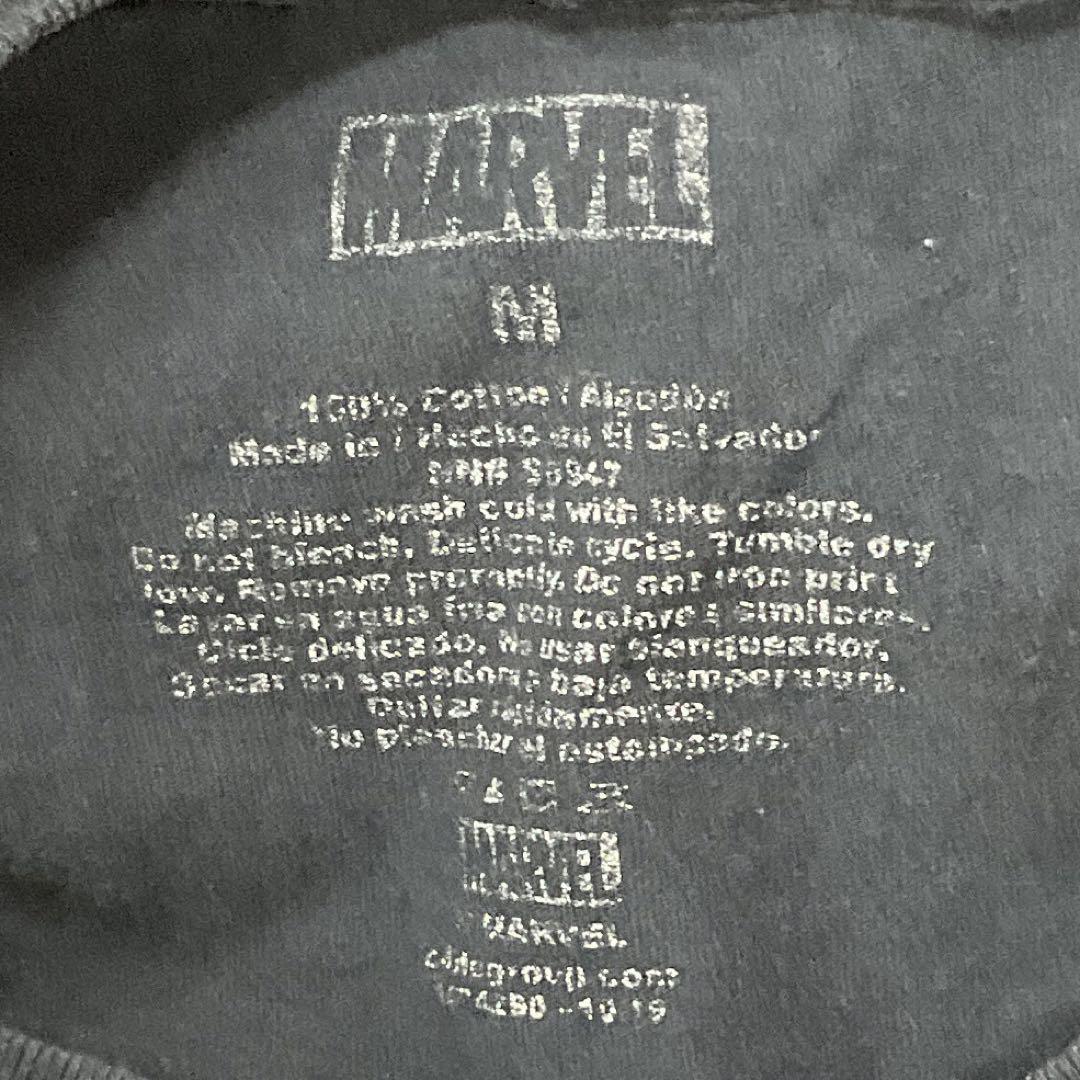 MARVEL
M
100% Cotton / Algodón
Made in / Hecho en El Salvador
Machine wash cold with like colors.
Do not bleach. Delicate cycle. Tumble dry
low. Remove promptly. Do not iron print
Lavar en agua fria con colores similares.
Ciclo delicado. No usar blanqueador.
Secar en secadora baja temperatura.
No planchar el estampado.
MARVEL
MARVEL